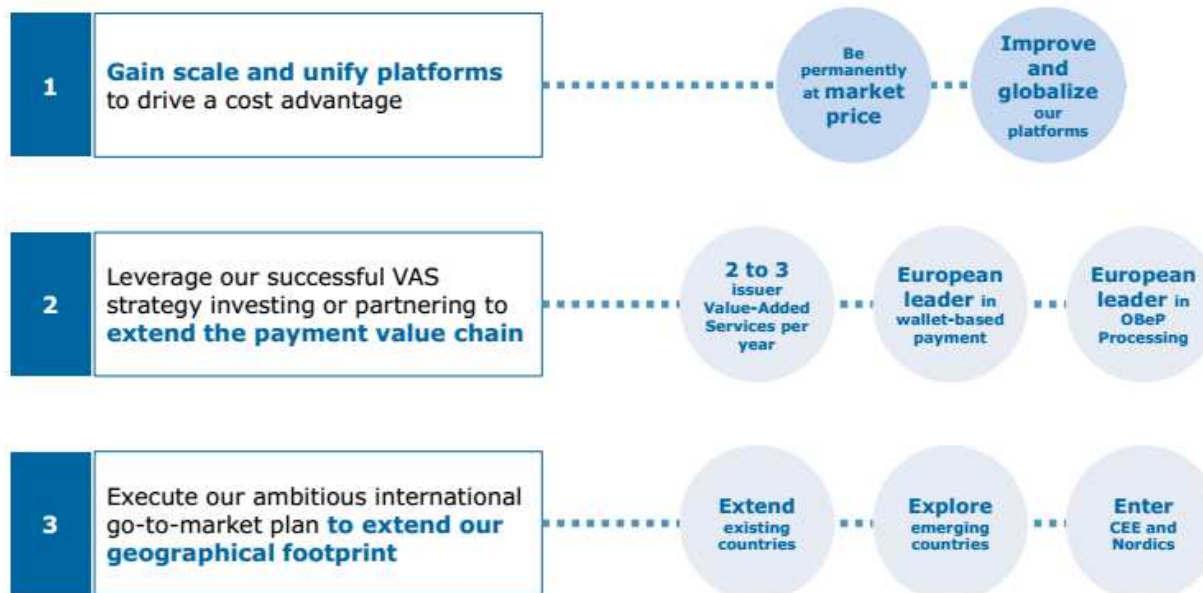 1
Gain scale and unify platforms
to drive a cost advantage
Be
permanently
at market
price
Improve
and
globalize
our
platforms
2
Leverage our successful VAS
strategy investing or partnering to
extend the payment value chain
2 to 3
issuer
Value-Added
Services per
year
European
leader in
wallet-based
payment
European
leader in
OBeP
Processing
3
Execute our ambitious international
go-to-market plan to extend our
geographical footprint
Extend
existing
countries
Explore
emerging
countries
Enter
CEE and
Nordics